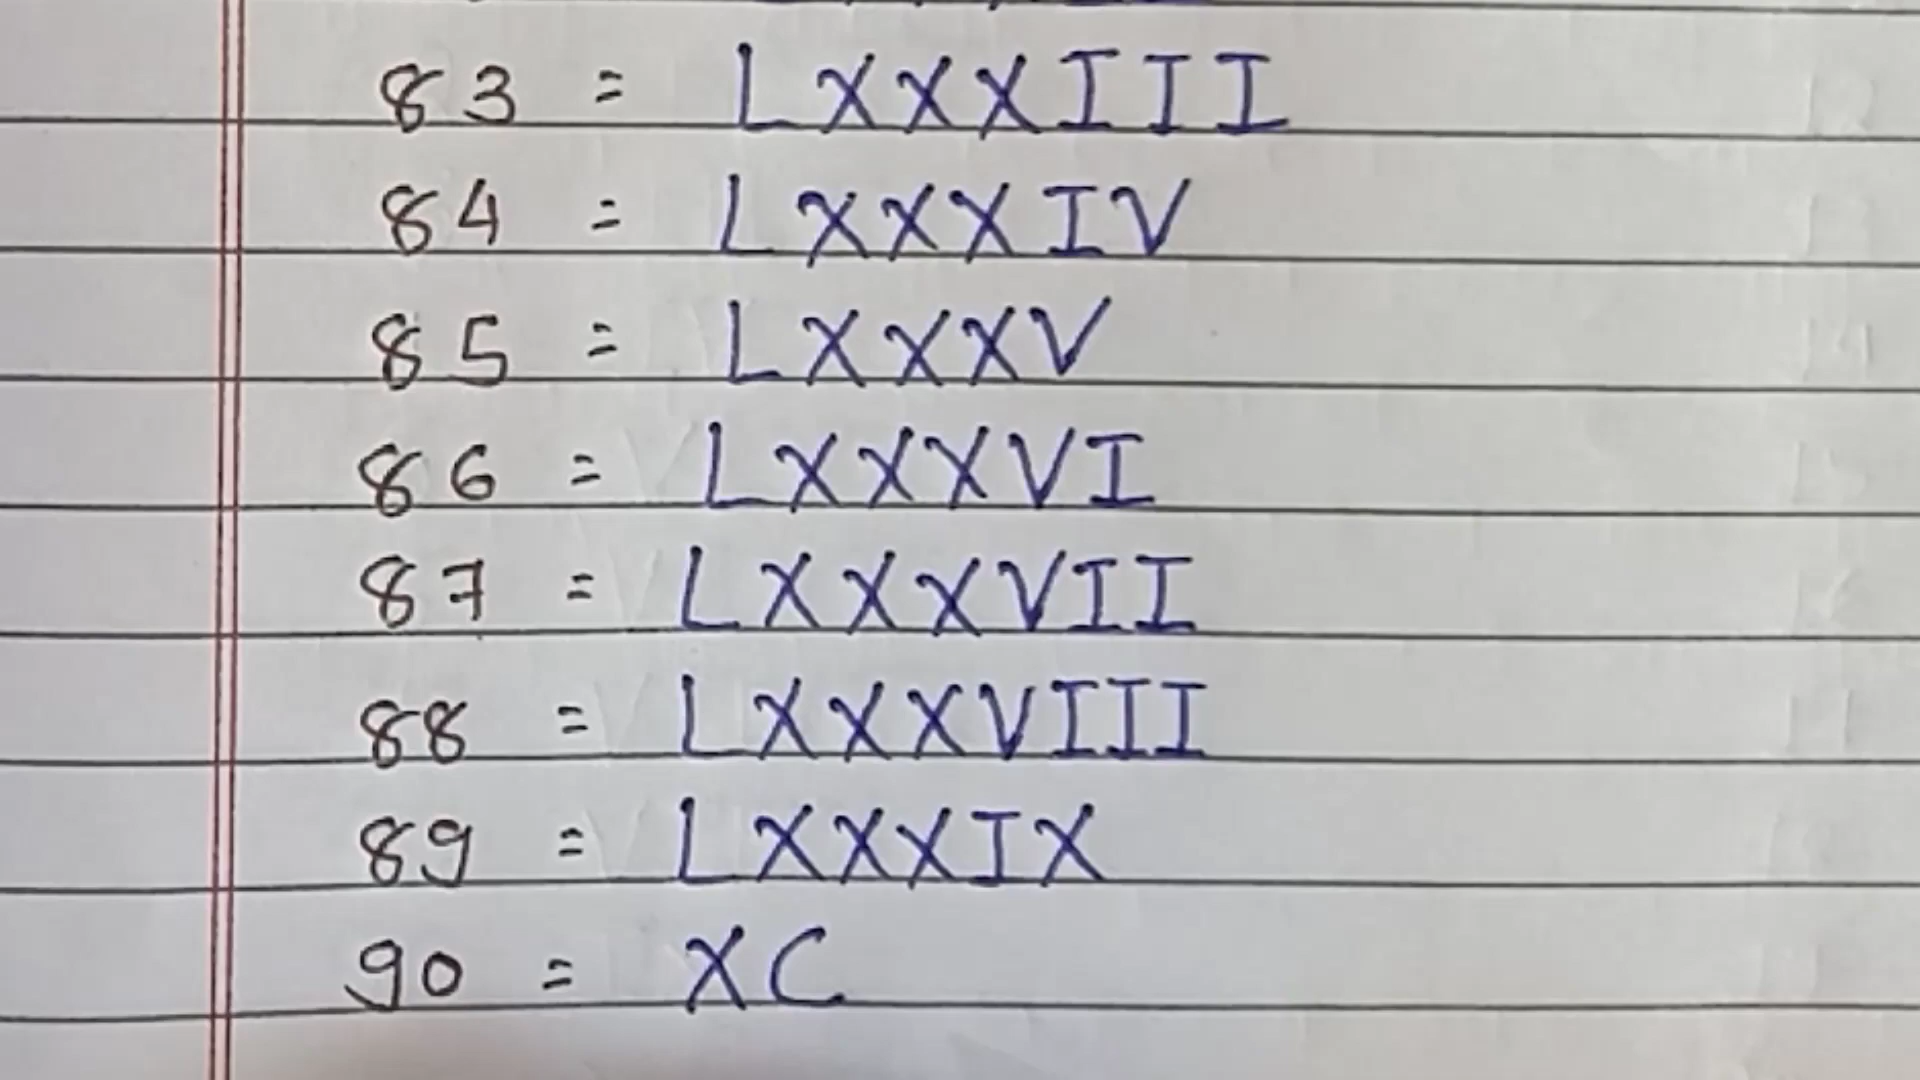 83 = LXXXIII
84 = LXXXIV
85 = LXXXV
86 = LXXXVI
87 = LXXXVII
88 = LXXXVIII
89 = LXXXIX
90 = XC